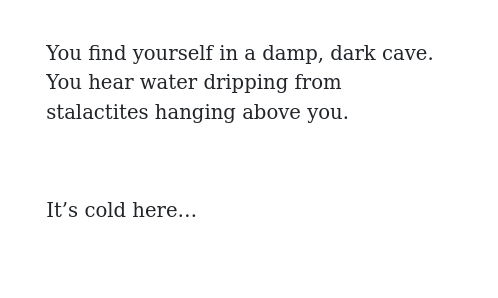 You find yourself in a damp, dark cave.
You hear water dripping from
stalactites hanging above you.
It’s cold here…